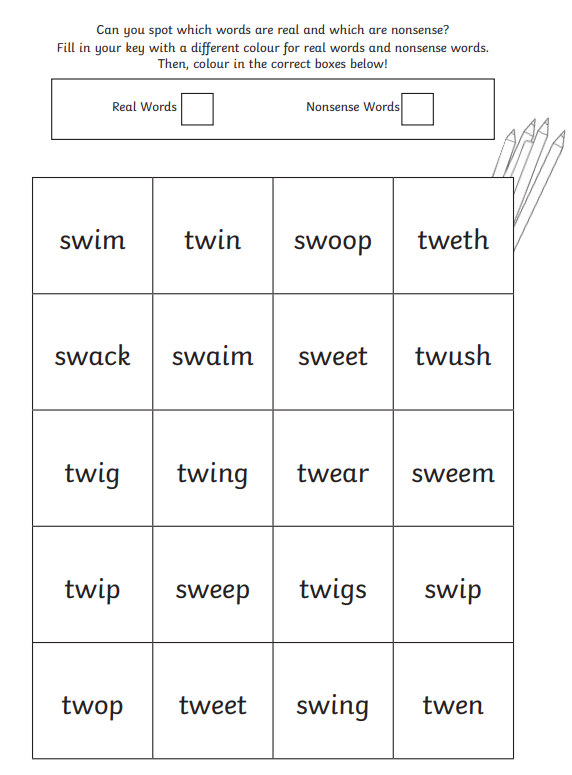 Can you spot which words are real and which are nonsense?
Fill in your key with a different colour for real words and nonsense words.
Then, colour in the correct boxes below!
Real Words Nonsense Words
swim twin swoop tweth
swack swaim sweet twush
twig twing twear sweem
twip sweep twigs swip
twop tweet swing twen